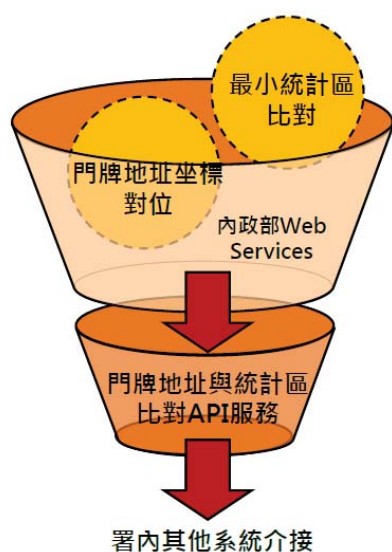 最小統計區
比對
門牌地址坐標
對位
內政部Web
Services
門牌地址與統計區
比對API服務
署內其他系統介接